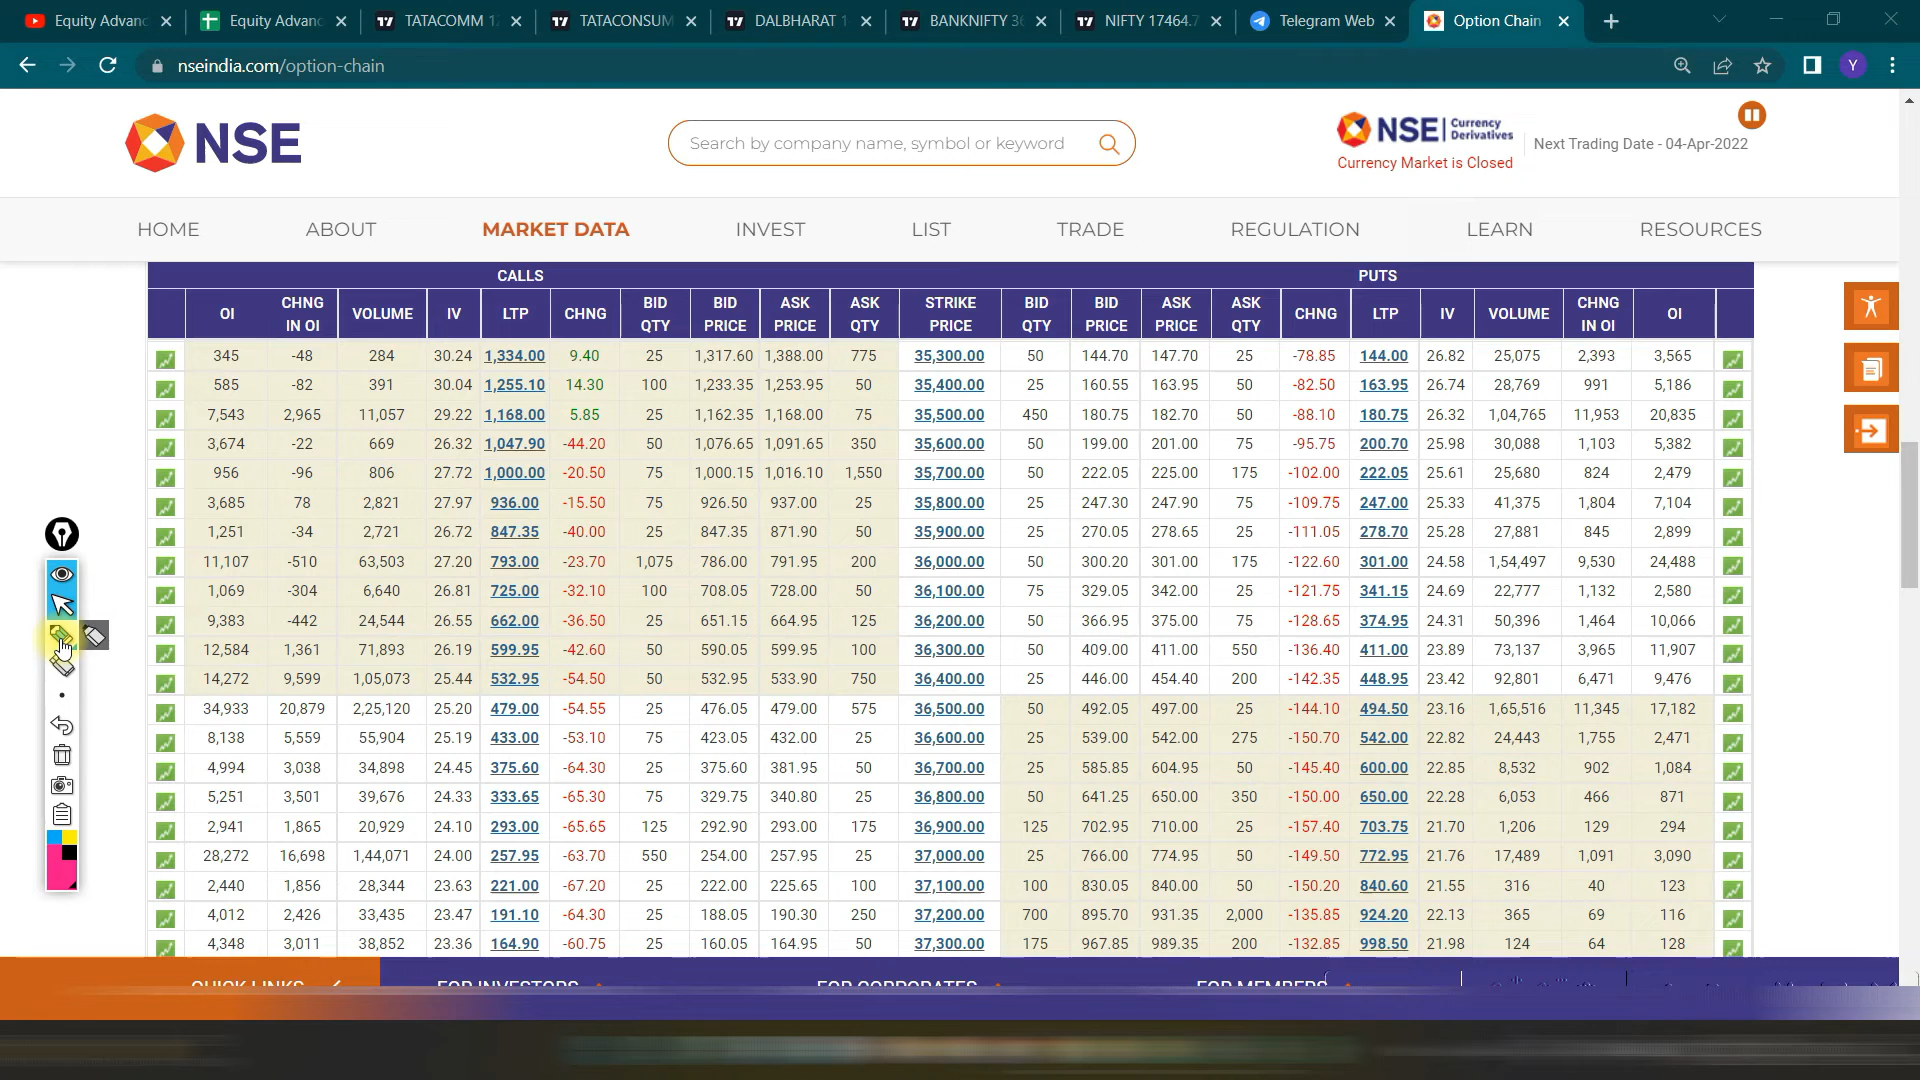 Equity Advanc
Equity Advanc
TATACOMM 12
TATACONSUM
DALBHARAT 1
BANKNIFTY 36
NIFTY 17464.7
Telegram Web
Option Chain
nseindia.com/option-chain
Y
NSE
Search by company name, symbol or keyword
NSE Currency Derivatives
Currency Market is Closed
Next Trading Date - 04-Apr-2022
HOME ABOUT MARKET DATA INVEST LIST TRADE REGULATION LEARN RESOURCES
CALLS PUTS
OI CHNG IN OI VOLUME IV LTP CHNG BID QTY BID PRICE ASK PRICE ASK QTY STRIKE PRICE BID QTY BID PRICE ASK PRICE ASK QTY CHNG LTP IV VOLUME CHNG IN OI OI
345 -48 284 30.24 1,334.00 9.40 25 1,317.60 1,388.00 775 35,300.00 50 144.70 147.70 25 -78.85 144.00 26.82 25,075 2,393 3,565
585 -82 391 30.04 1,255.10 14.30 100 1,233.35 1,253.95 50 35,400.00 25 160.55 163.95 50 -82.50 163.95 26.74 28,769 991 5,186
7,543 2,965 11,057 29.22 1,168.00 5.85 25 1,162.35 1,168.00 75 35,500.00 450 180.75 182.70 50 -88.10 180.75 26.32 1,04,765 11,953 20,835
3,674 -22 669 26.32 1,047.90 -44.20 50 1,076.65 1,091.65 350 35,600.00 50 199.00 201.00 75 -95.75 200.70 25.98 30,088 1,103 5,382
956 -96 806 27.72 1,000.00 -20.50 75 1,000.15 1,016.10 1,550 35,700.00 50 222.05 225.00 175 -102.00 222.05 25.61 25,680 824 2,479
3,685 78 2,821 27.97 936.00 -15.50 75 926.50 937.00 25 35,800.00 25 247.30 247.90 75 -109.75 247.00 25.33 41,375 1,804 7,104
1,251 -34 2,721 26.72 847.35 -40.00 25 847.35 871.90 50 35,900.00 25 270.05 278.65 25 -111.05 278.70 25.28 27,881 845 2,899
11,107 -510 63,503 27.20 793.00 -23.70 1,075 786.00 791.95 200 36,000.00 50 300.20 301.00 175 -122.60 301.00 24.58 1,54,497 9,530 24,488
1,069 -304 6,640 26.81 725.00 -32.10 100 708.05 728.00 50 36,100.00 75 329.05 342.00 25 -121.75 341.15 24.69 22,777 1,132 2,580
9,383 -442 24,544 26.55 662.00 -36.50 25 651.15 664.95 125 36,200.00 50 366.95 375.00 75 -128.65 374.95 24.31 50,396 1,464 10,066
12,584 1,361 71,893 26.19 599.95 -42.60 50 590.05 599.95 100 36,300.00 50 409.00 411.00 550 -136.40 411.00 23.89 73,137 3,965 11,907
14,272 9,599 1,05,073 25.44 532.95 -54.50 50 532.95 533.90 750 36,400.00 25 446.00 454.40 200 -142.35 448.95 23.42 92,801 6,471 9,476
34,933 20,879 2,25,120 25.20 479.00 -54.55 25 476.05 479.00 575 36,500.00 50 492.05 497.00 25 -144.10 494.50 23.16 1,65,516 11,345 17,182
8,138 5,559 55,904 25.19 433.00 -53.10 75 423.05 432.00 25 36,600.00 25 539.00 542.00 275 -150.70 542.00 22.82 24,443 1,755 2,471
4,994 3,038 34,898 24.45 375.60 -64.30 25 375.60 381.95 50 36,700.00 25 585.85 604.95 50 -145.40 600.00 22.85 8,532 902 1,084
5,251 3,501 39,676 24.33 333.65 -65.30 75 329.75 340.80 25 36,800.00 50 641.25 650.00 350 -150.00 650.00 22.28 6,053 466 871
2,941 1,865 20,929 24.10 293.00 -65.65 125 292.90 293.00 175 36,900.00 125 702.95 710.00 25 -157.40 703.75 21.70 1,206 129 294
28,272 16,698 1,44,071 24.00 257.95 -63.70 550 254.00 257.95 25 37,000.00 25 766.00 774.95 50 -149.50 772.95 21.76 17,489 1,091 3,090
2,440 1,856 28,344 23.63 221.00 -67.20 25 222.00 225.65 100 37,100.00 100 830.05 840.00 50 -150.20 840.60 21.55 316 40 123
4,012 2,426 33,435 23.47 191.10 -64.30 25 188.05 190.30 250 37,200.00 700 895.70 931.35 2,000 -135.85 924.20 22.13 365 69 116
4,348 3,011 38,852 23.36 164.90 -60.75 25 160.05 164.95 50 37,300.00 175 967.85 989.35 200 -132.85 998.50 21.98 124 64 128
QUICK LINKS FOR INVESTORS FOR CORPORATES FOR MEMBERS